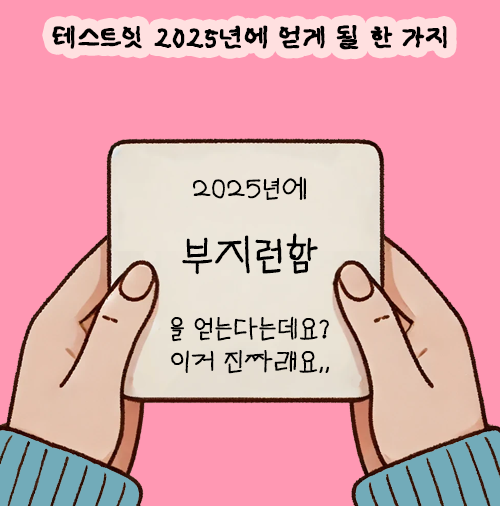 테스트잇 2025년에 얻게 될 한 가지
2025년에
부지런함
을 얻는다는데요?
이거 진짜래요,,